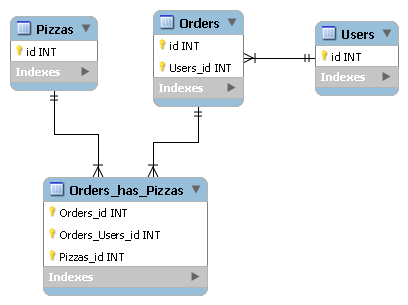 Pizzas
id INT
Indexes
Orders
id INT
Users_id INT
Indexes
Users
id INT
Indexes
Orders_has_Pizzas
Orders_id INT
Orders_Users_id INT
Pizzas_id INT
Indexes